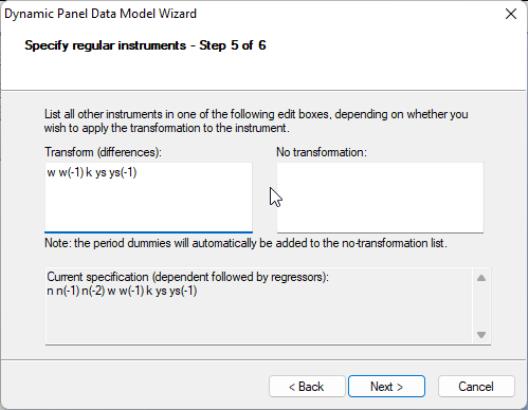 Dynamic Panel Data Model Wizard
Specify regular instruments - Step 5 of 6
List all other instruments in one of the following edit boxes, depending on whether you
wish to apply the transformation to the instrument.
Transform (differences):
w w(-1) k ys ys(-1)
No transformation:
Note: the period dummies will automatically be added to the no-transformation list.
Current specification (dependent followed by regressors):
n n(-1) n(-2) w w(-1) k ys ys(-1)
< Back
Next >
Cancel